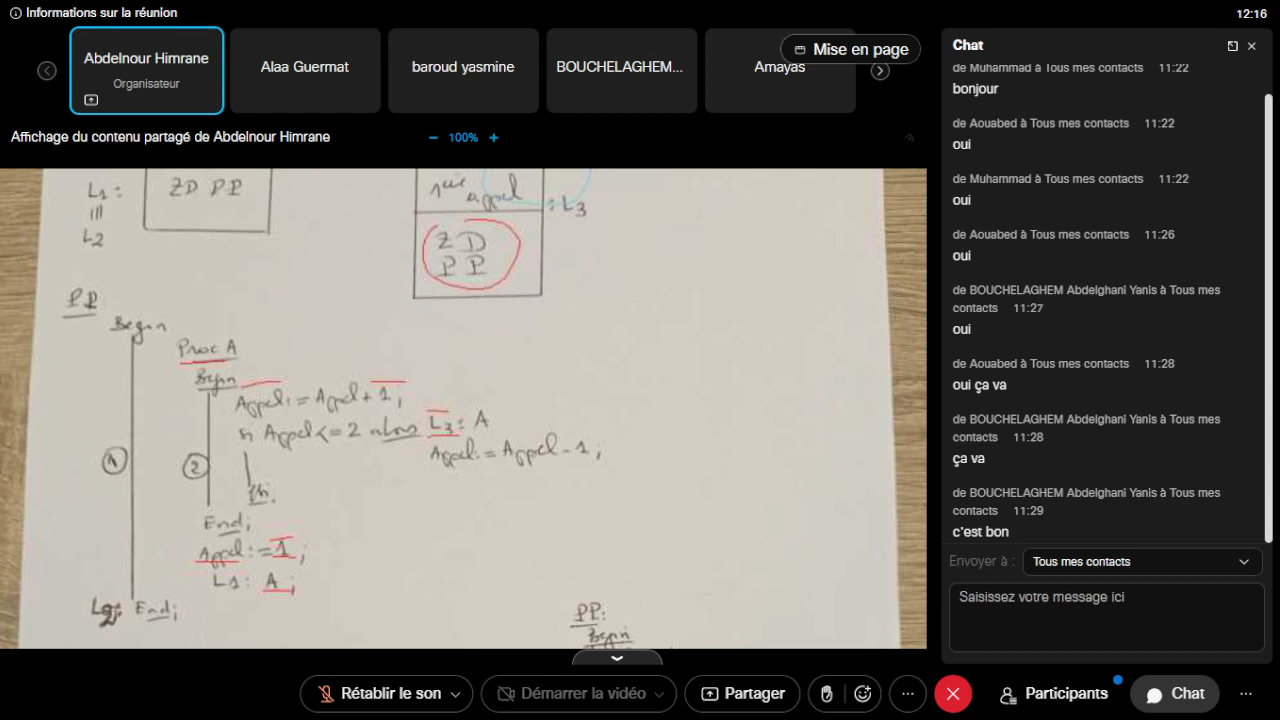 Informations sur la réunion
12:16
Abdelnour Himrane
Organisateur
Alaa Guermat
baroud yasmine
BOUCHELAGHEM...
Amayas
Mise en page
Affichage du contenu partagé de Abdelnour Himrane
100%
L1 :
L2
ZD PP
appel
: L3
Z D
P P
PP
Begin
Proc A
Begin
Appel := Appel + 1 ;
si Appel <= 2 alors L3 : A
Appel := Appel - 1 ;
1
2
End ;
Appel := 1 ;
L1 : A ;
L2 : End ;
PP :
Begin
Chat
de Muhammad à Tous mes contacts 11:22
bonjour
de Aouabed à Tous mes contacts 11:22
oui
de Muhammad à Tous mes contacts 11:22
oui
de Aouabed à Tous mes contacts 11:26
oui
de BOUCHELAGHEM Abdelghani Yanis à Tous mes
contacts 11:27
oui
de Aouabed à Tous mes contacts 11:28
oui ça va
de BOUCHELAGHEM Abdelghani Yanis à Tous mes
contacts 11:28
ça va
de BOUCHELAGHEM Abdelghani Yanis à Tous mes
contacts 11:29
c'est bon
Envoyer à : Tous mes contacts
Saisissez votre message ici
Rétablir le son
Démarrer la vidéo
Partager
Participants
Chat